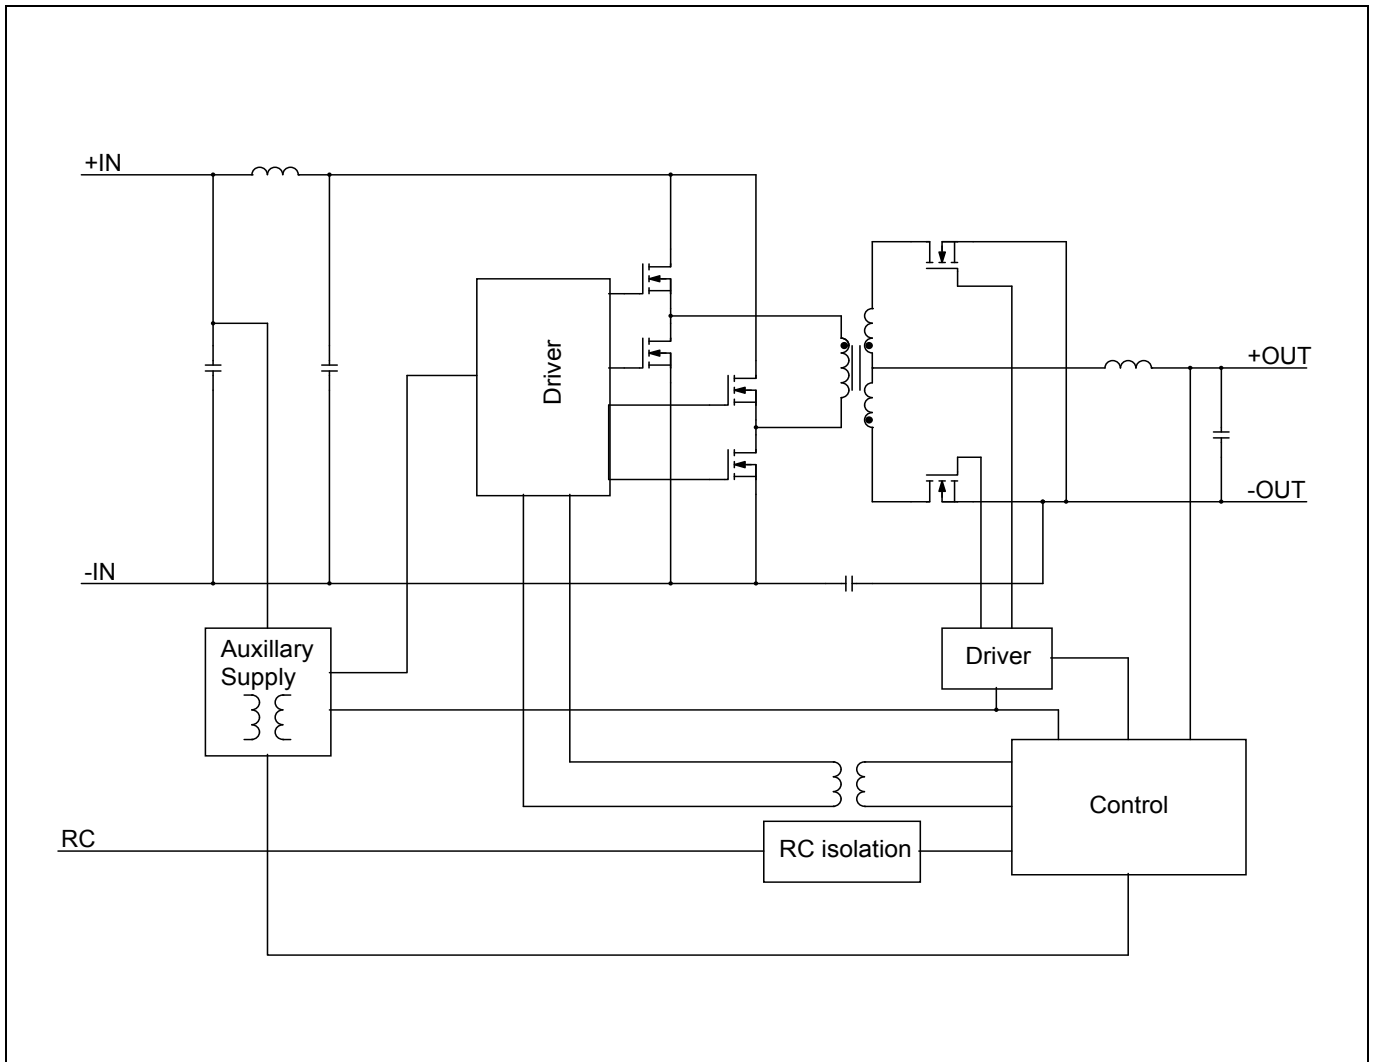 +IN
Driver
+OUT
-OUT
-IN
Auxillary
Supply
Driver
Control
RC
RC isolation